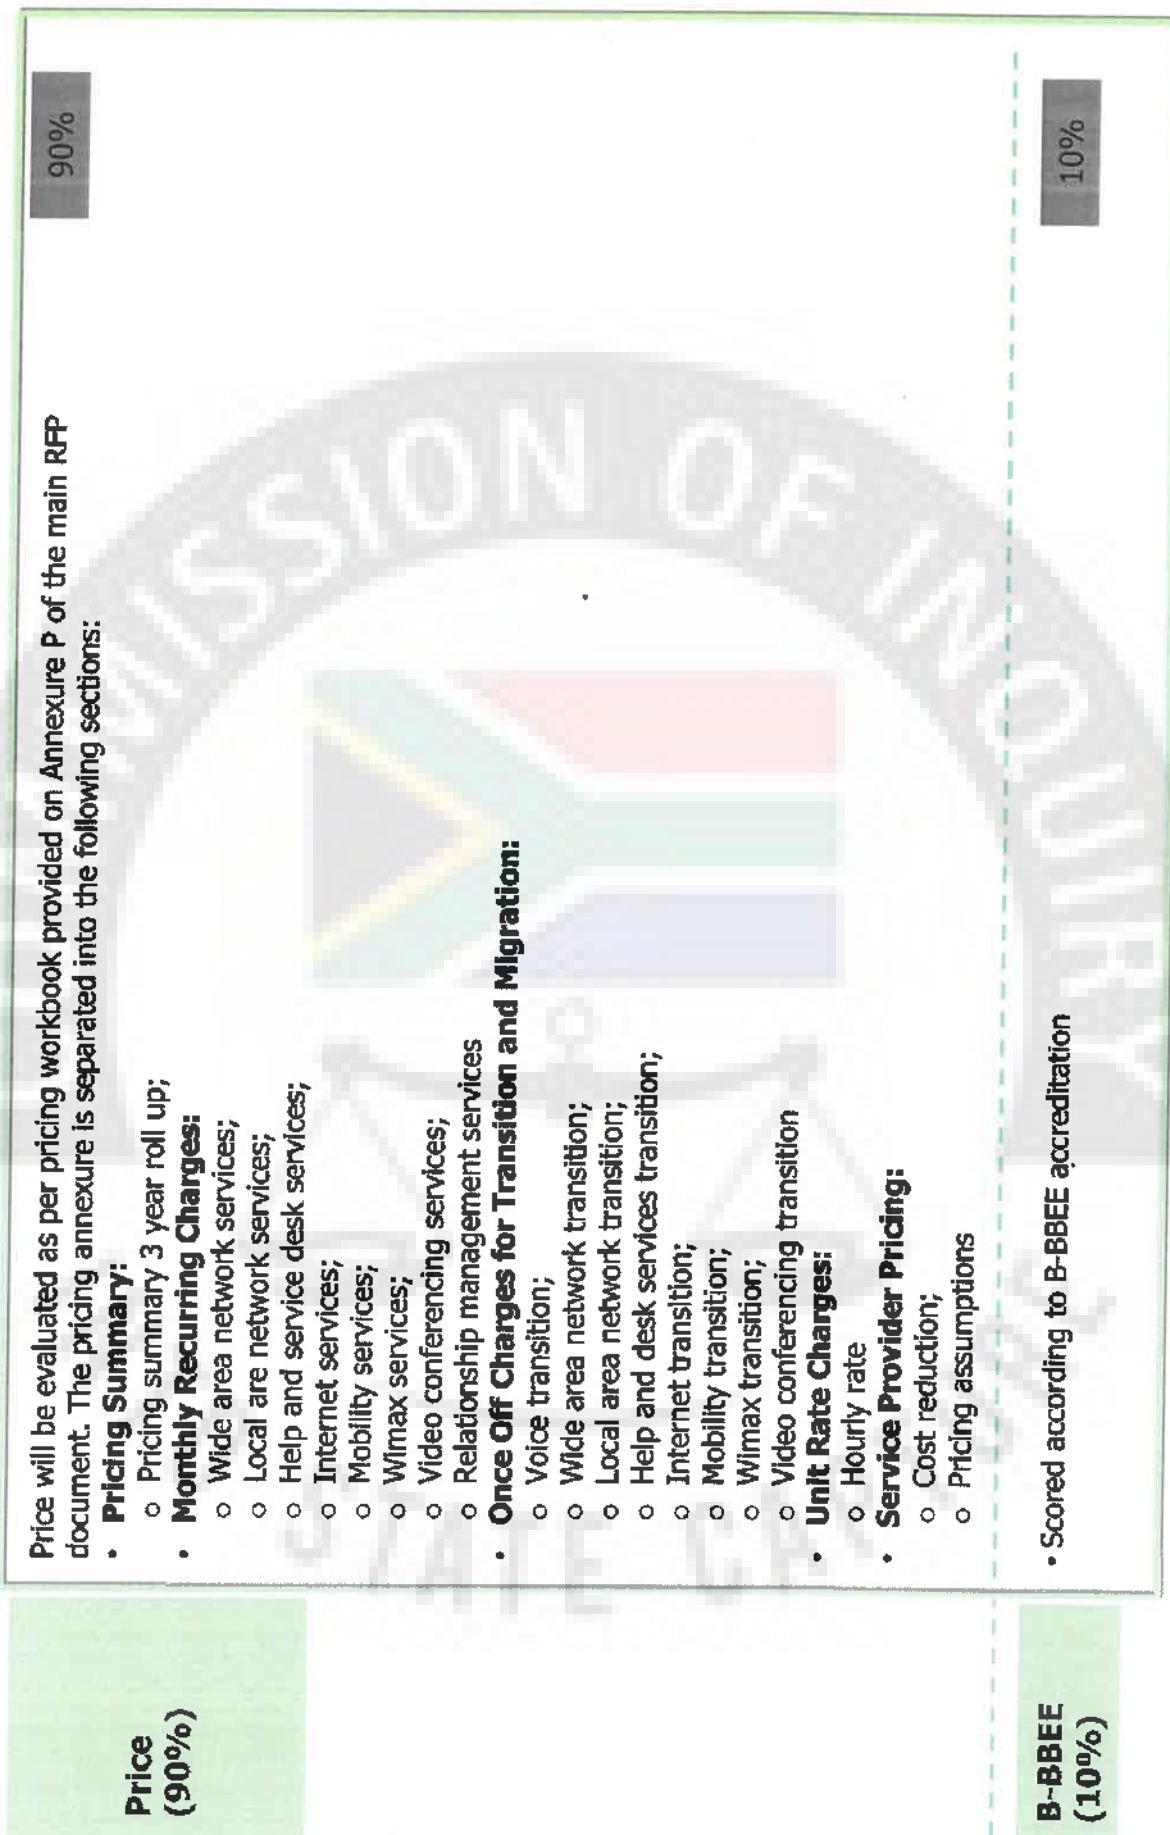 Price
(90%)
Price will be evaluated as per pricing workbook provided on Annexure P of the main RFP
document. The pricing annexure is separated into the following sections:
• Pricing Summary:
o Pricing summary 3 year roll up;
• Monthly Recurring Charges:
o Wide area network services;
o Local are network services;
o Help and service desk services;
o Internet services;
o Mobility services;
o Wimax services;
o Video conferencing services;
o Relationship management services
• Once Off Charges for Transition and Migration:
o Voice transition;
o Wide area network transition;
o Local area network transition;
o Help and desk services transition;
o Internet transition;
o Mobility transition;
o Wimax transition;
o Video conferencing transition
• Unit Rate Charges:
o Hourly rate
• Service Provider Pricing:
o Cost reduction;
o Pricing assumptions
90%
B-BBEE
(10%)
• Scored according to B-BBEE accreditation
10%
MISSION OF INQUIRY
STATE